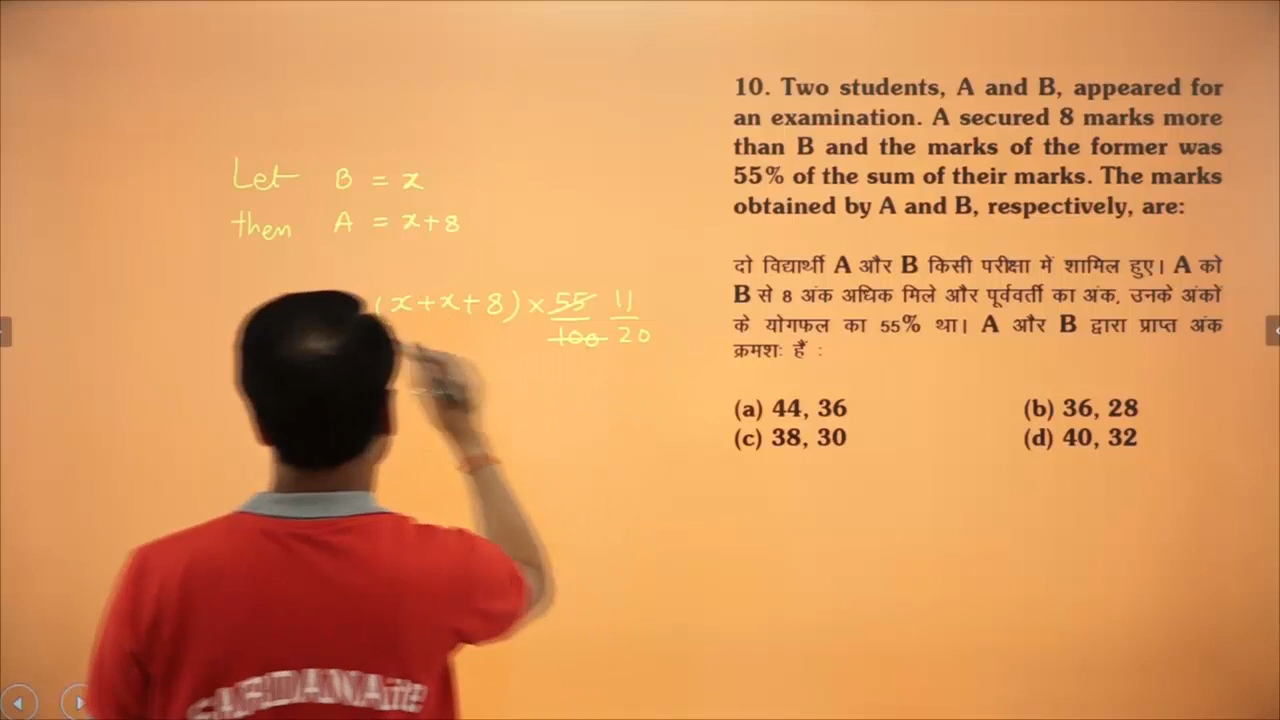 Let B = x
then A = x+8
(x+x+8) × 55 11
100 20
10. Two students, A and B, appeared for
an examination. A secured 8 marks more
than B and the marks of the former was
55% of the sum of their marks. The marks
obtained by A and B, respectively, are:
दो विद्यार्थी A और B किसी परीक्षा में शामिल हुए। A को
B से 8 अंक अधिक मिले और पूर्ववर्ती का अंक, उनके अंकों
के योगफल का 55% था। A और B द्वारा प्राप्त अंक
क्रमशः हैं :
(a) 44, 36 (b) 36, 28
(c) 38, 30 (d) 40, 32